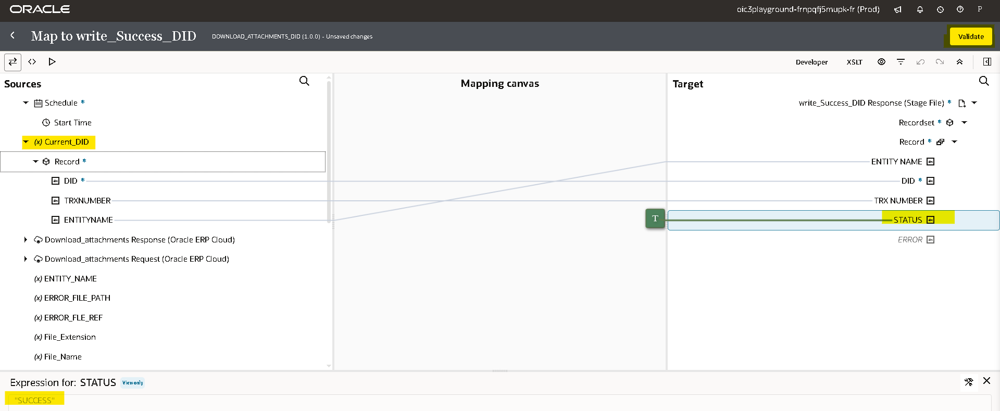 ORACLE
oic3playground-frnpqfj5mupk-fr (Prod)
P
Map to write_Success_DID
DOWNLOAD_ATTACHMENTS_DID (1.0.0) - Unsaved changes
Validate
Developer
XSLT
Sources
Mapping canvas
Target
Schedule *
write_Success_DID Response (Stage File) *
Start Time
Recordset *
(x) Current_DID
Record *
Record *
ENTITY NAME
DID *
DID *
TRXNUMBER
TRX NUMBER
ENTITYNAME
T
STATUS
Download_attachments Response (Oracle ERP Cloud)
ERROR
Download_attachments Request (Oracle ERP Cloud)
(x) ENTITY_NAME
(x) ERROR_FILE_PATH
(x) ERROR_FLE_REF
(x) File_Extension
(x) File_Name
Expression for: STATUS View only
"SUCCESS"